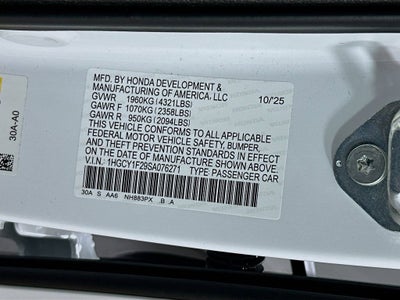 MFD. BY HONDA DEVELOPMENT &
MANUFACTURING OF AMERICA, LLC
GVWR 1960KG (4321LBS) 10/25
GAWR F 1070KG (2358LBS)
GAWR R 950KG (2094LBS)
THIS VEHICLE CONFORMS TO ALL APPLICABLE
FEDERAL MOTOR VEHICLE SAFETY, BUMPER,
AND THEFT PREVENTION STANDARDS IN EFFECT
ON THE DATE OF MANUFACTURE SHOWN ABOVE.
V.I.N. 1HGCY1F29SA076271 TYPE: PASSENGER CAR
30A S AA6 NH883PX B A
30A-A0